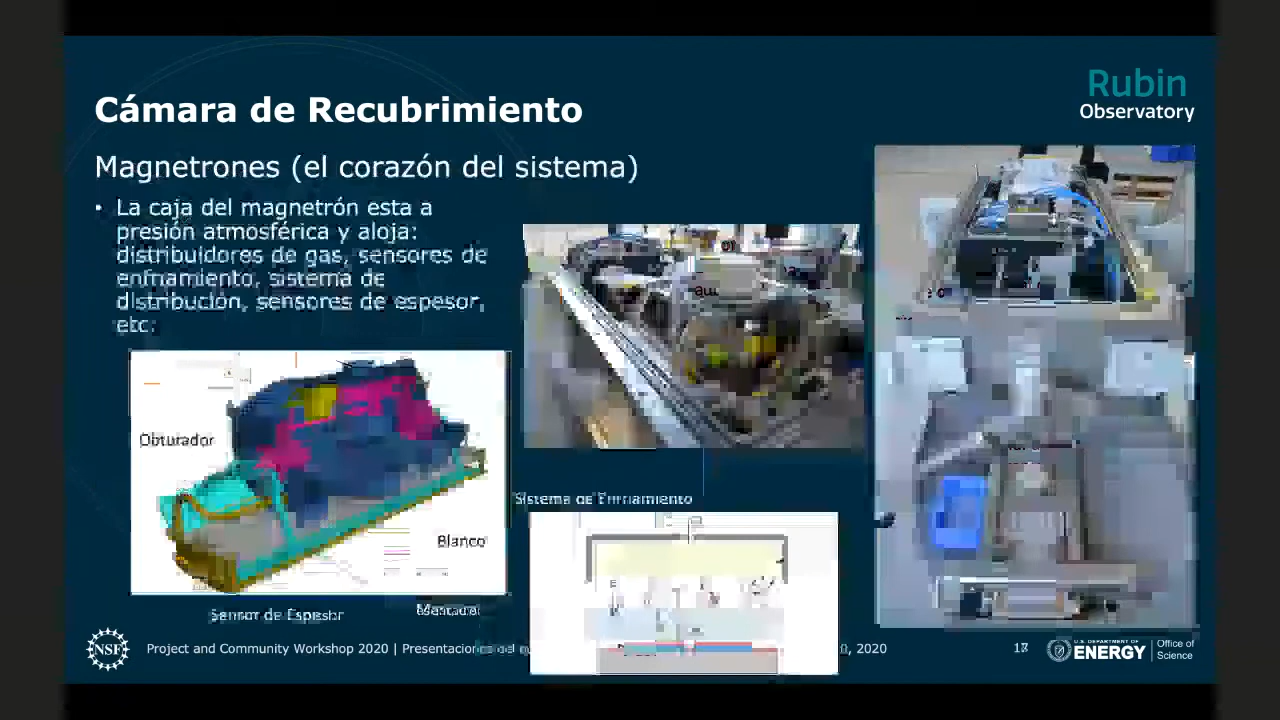 Rubin
Observatory
Cámara de Recubrimiento
Magnetrones (el corazón del sistema)
• La caja del magnetrón esta a
presión atmosférica y aloja:
distribuidores de gas, sensores de
enfriamiento, sistema de
distribución, sensores de espesor,
etc.
Obturador
Blanco
Sensor de Espesor
Sistema de Enfriamiento
NSF
Project and Community Workshop 2020 | Presentaciones del
, 2020
U.S. DEPARTMENT OF
ENERGY
Office of
Science